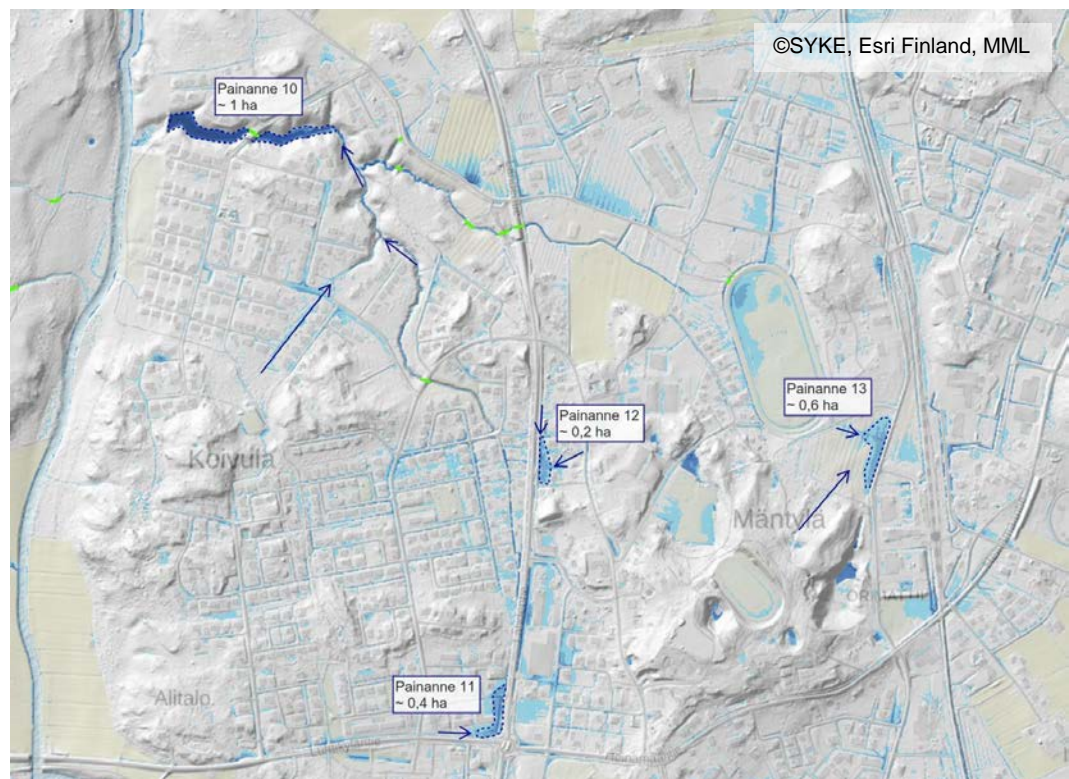 ©SYKE, Esri Finland, MML
Painanne 10
~ 1 ha
Painanne 13
~ 0,6 ha
Painanne 12
~ 0,2 ha
Koivula
Mäntylä
Painanne 11
~ 0,4 ha
Alitalo